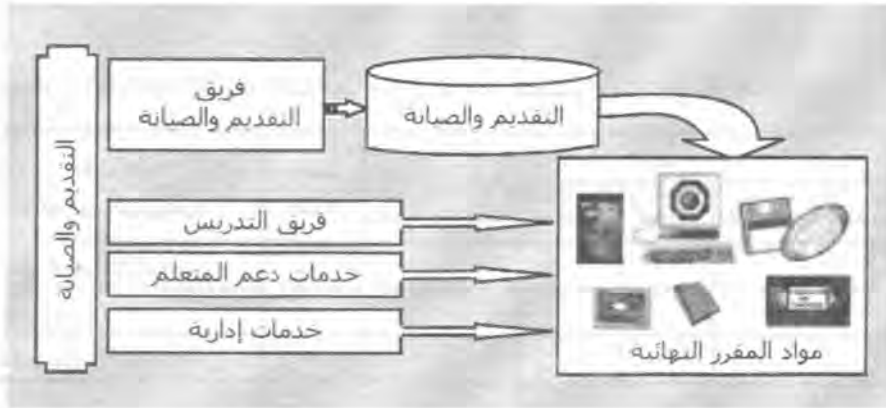 التقديم والصيانة
فريق
التقديم والصيانة
التقديم والصيانة
فريق التدريس
خدمات دعم المتعلم
خدمات إدارية
مواد المقرر النهائية